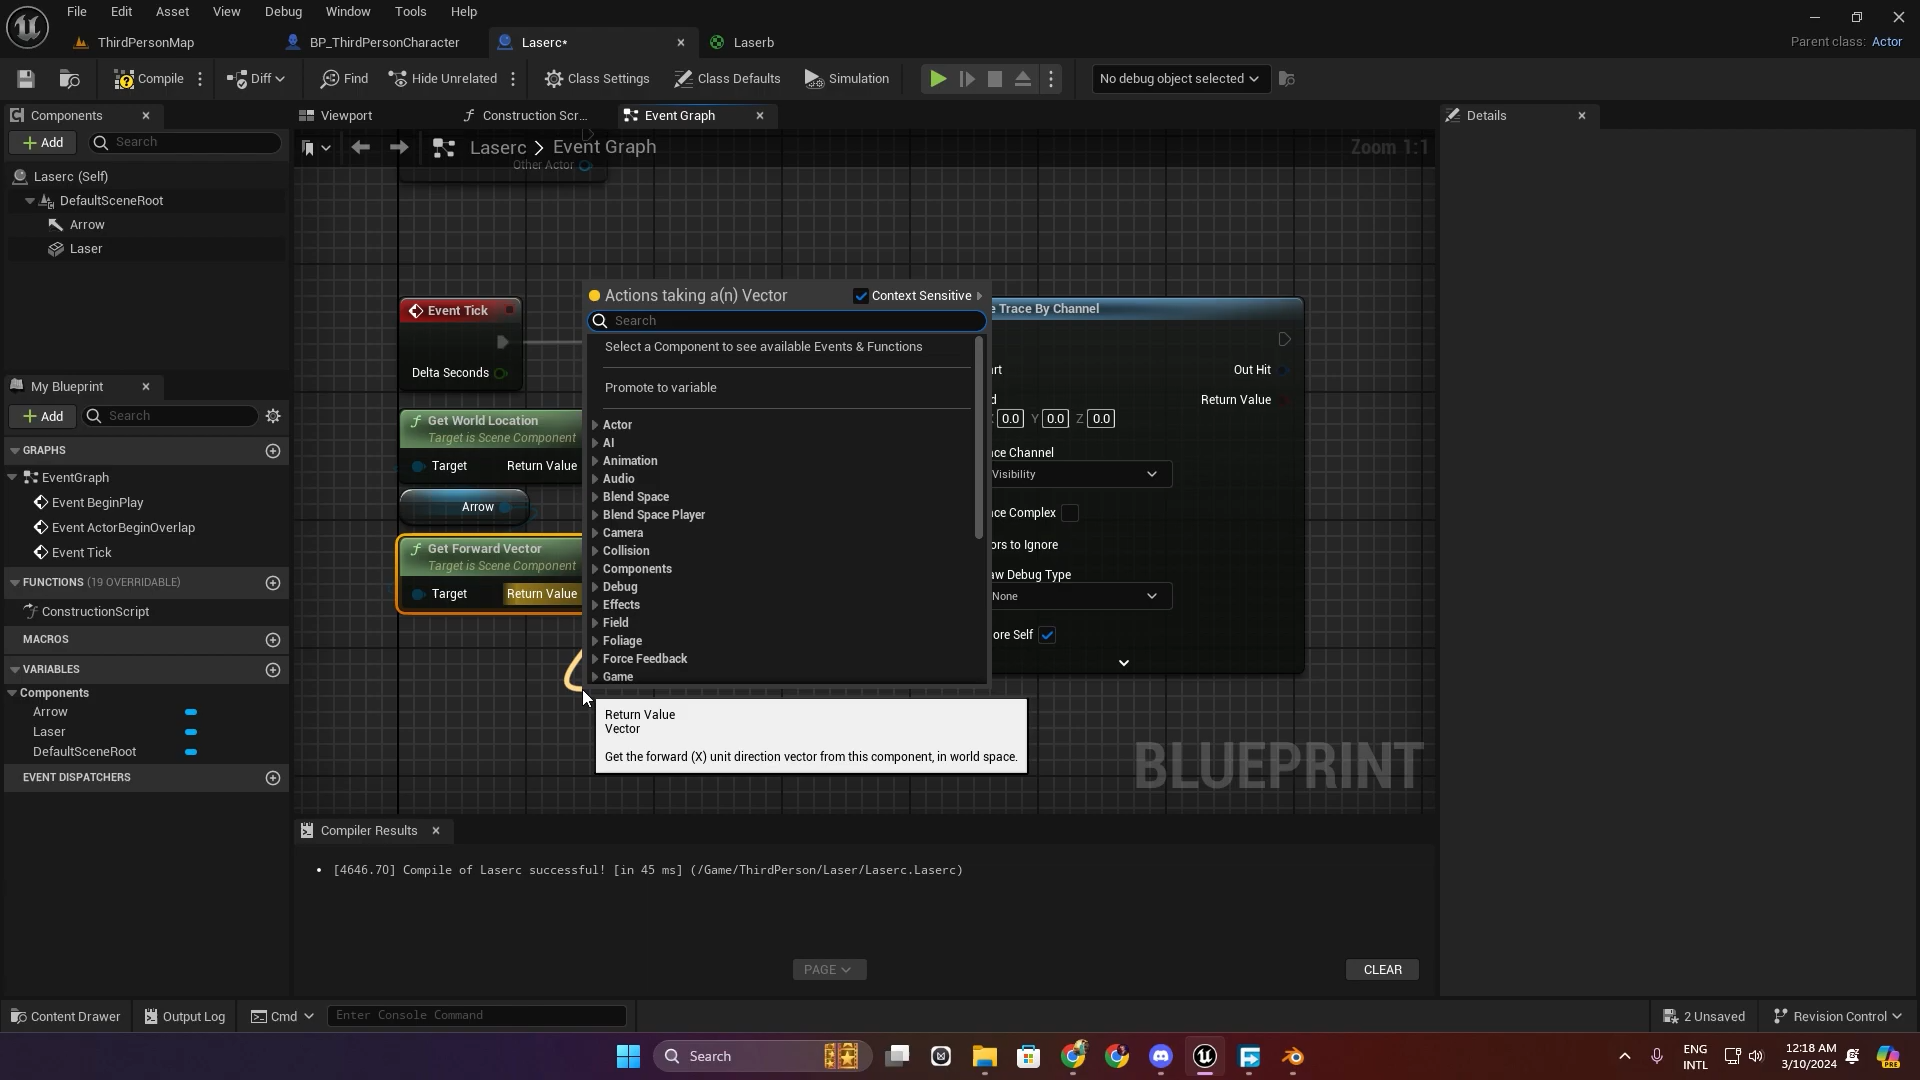 File Edit Asset View Debug Window Tools Help
ThirdPersonMap BP_ThirdPersonCharacter Laserc* Laserb
Parent class: Actor
Compile Diff Find Hide Unrelated Class Settings Class Defaults Simulation No debug object selected
Components
Add Search
Laserc (Self)
DefaultSceneRoot
Arrow
Laser
My Blueprint
Add Search
GRAPHS
EventGraph
Event BeginPlay
Event ActorBeginOverlap
Event Tick
FUNCTIONS (19 OVERRIDABLE)
ConstructionScript
MACROS
VARIABLES
Components
Arrow
Laser
DefaultSceneRoot
EVENT DISPATCHERS
Viewport Construction Scr... Event Graph
Laserc > Event Graph
Zoom 1:1
Other Actor
Event Tick
Delta Seconds
Get World Location
Target is Scene Component
Target Return Value
Arrow
Get Forward Vector
Target is Scene Component
Target Return Value
Actions taking a(n) Vector Context Sensitive
Search
Select a Component to see available Events & Functions
Promote to variable
Actor
AI
Animation
Audio
Blend Space
Blend Space Player
Camera
Collision
Components
Debug
Effects
Field
Foliage
Force Feedback
Game
Return Value
Vector
Get the forward (X) unit direction vector from this component, in world space.
e Trace By Channel
rt Out Hit
d Return Value
0.0 Y 0.0 Z 0.0
ce Channel
Visibility
ce Complex
ors to Ignore
aw Debug Type
None
ore Self
BLUEPRINT
Details
Compiler Results
[4646.70] Compile of Laserc successful! [in 45 ms] (/Game/ThirdPerson/Laser/Laserc.Laserc)
PAGE CLEAR
Content Drawer Output Log Cmd Enter Console Command 2 Unsaved Revision Control
Search
ENG
INTL
12:18 AM
3/10/2024
PRE